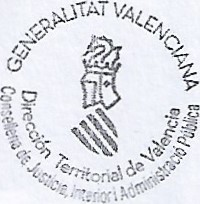 GENERALITAT VALENCIANA
Dirección Territorial de Valencia
Conselleria de Justicia, Interior i Administració Pública